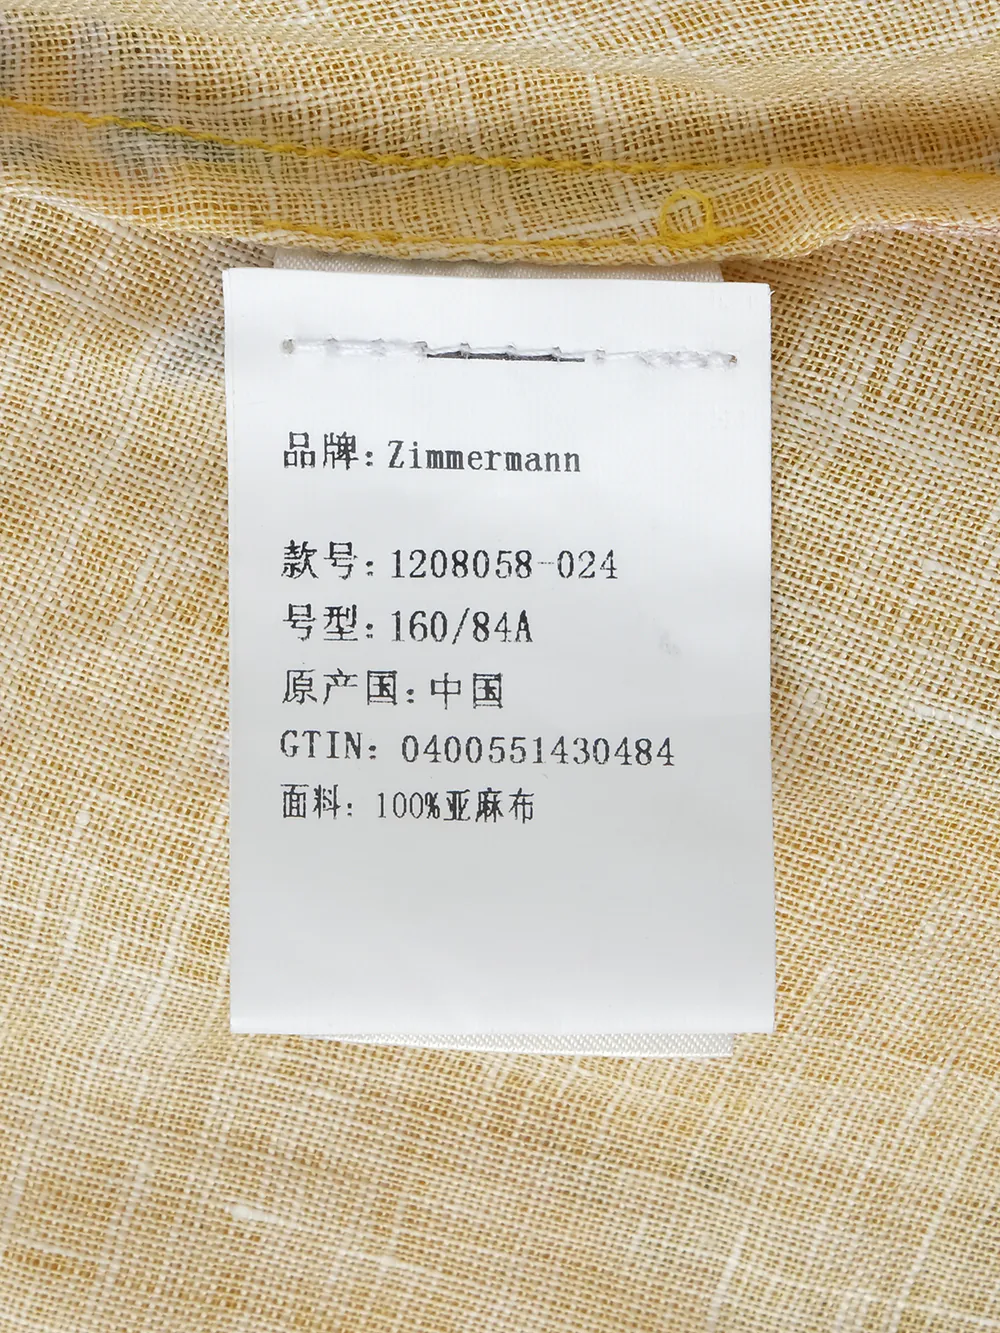 品牌: Zimmermann
款号: 1208058-024
号型: 160/84A
原产国: 中国
GTIN: 0400551430484
面料: 100%亚麻布